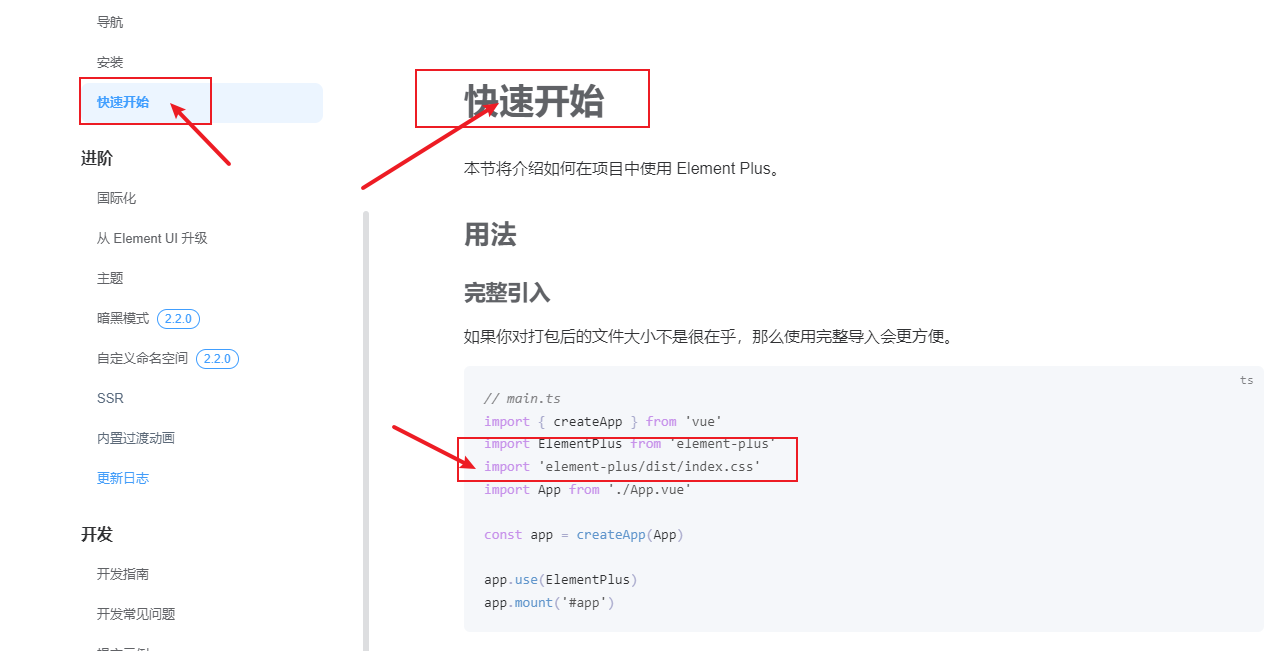 导航
安装
快速开始
进阶
国际化
从 Element UI 升级
主题
暗黑模式 2.2.0
自定义命名空间 2.2.0
SSR
内置过渡动画
更新日志
开发
开发指南
开发常见问题
快速开始
本节将介绍如何在项目中使用 Element Plus。
用法
完整引入
如果你对打包后的文件大小不是很在乎，那么使用完整导入会更方便。
ts
// main.ts
import { createApp } from 'vue'
import ElementPlus from 'element-plus'
import 'element-plus/dist/index.css'
import App from './App.vue'
const app = createApp(App)
app.use(ElementPlus)
app.mount('#app')